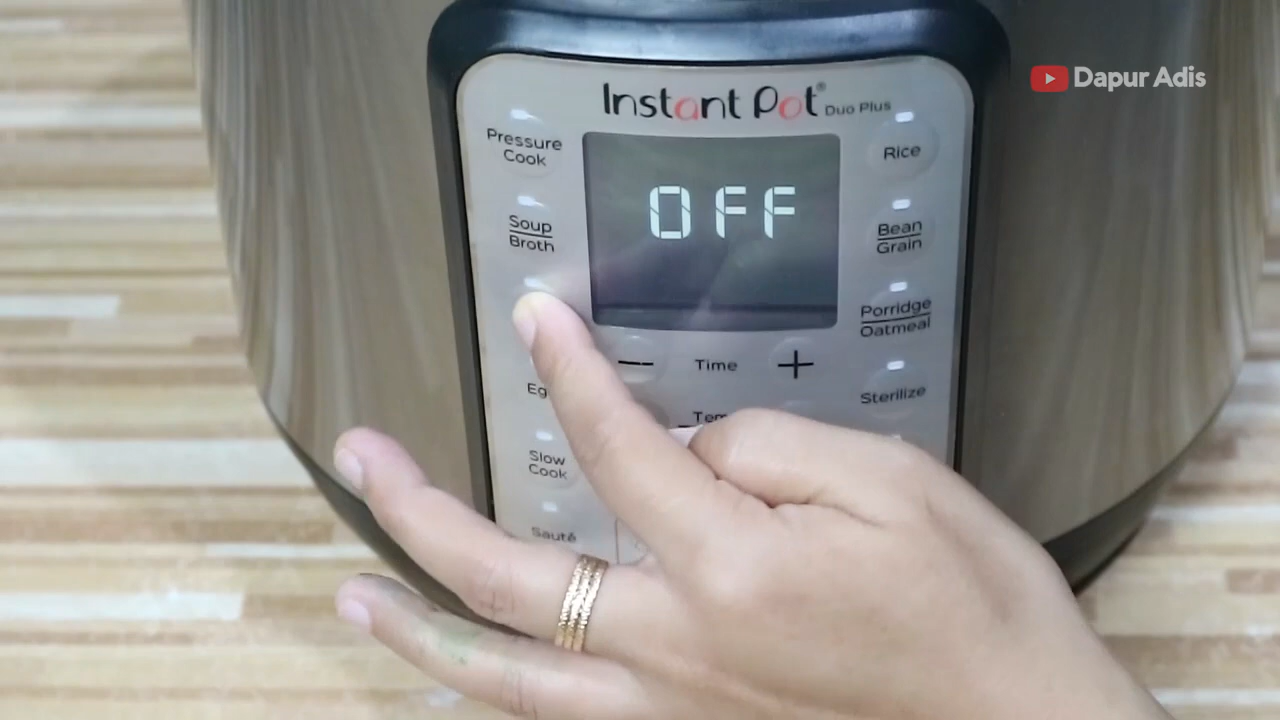 Dapur Adis
Instant Pot® Duo Plus
Pressure
Cook
OFF
Rice
Soup
Broth
Bean
Grain
Porridge
Oatmeal
— Time +
Sterilize
Slow
Cook
Sauté